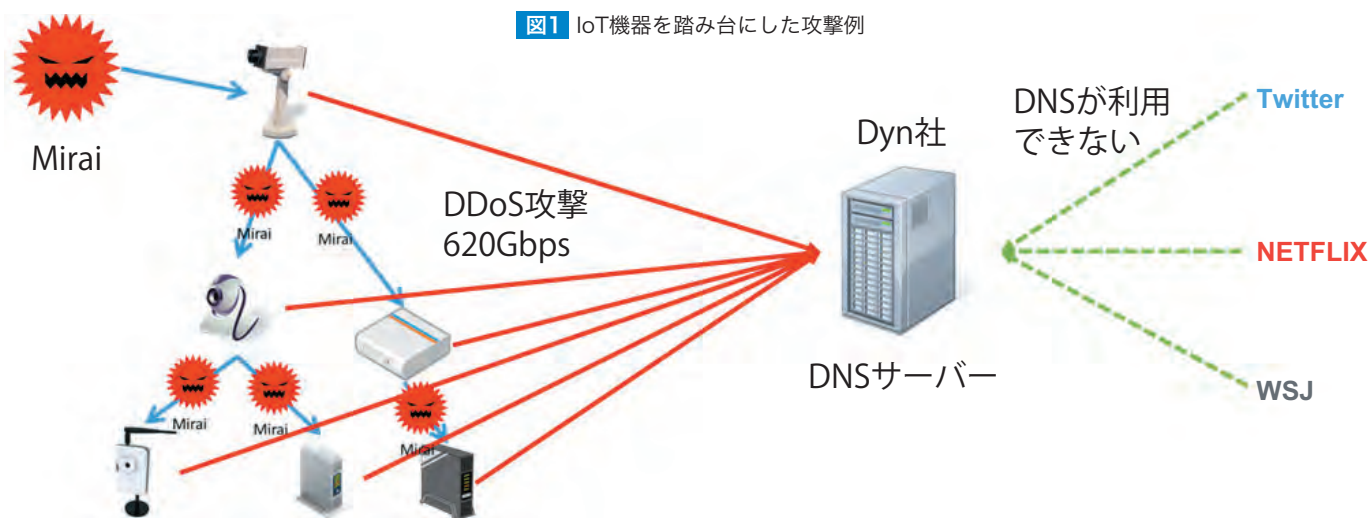 図1 IoT機器を踏み台にした攻撃例
Mirai
Mirai
Mirai
DDoS攻撃
620Gbps
Mirai
Mirai
Mirai
Dyn社
DNSサーバー
DNSが利用
できない
Twitter
NETFLIX
WSJ